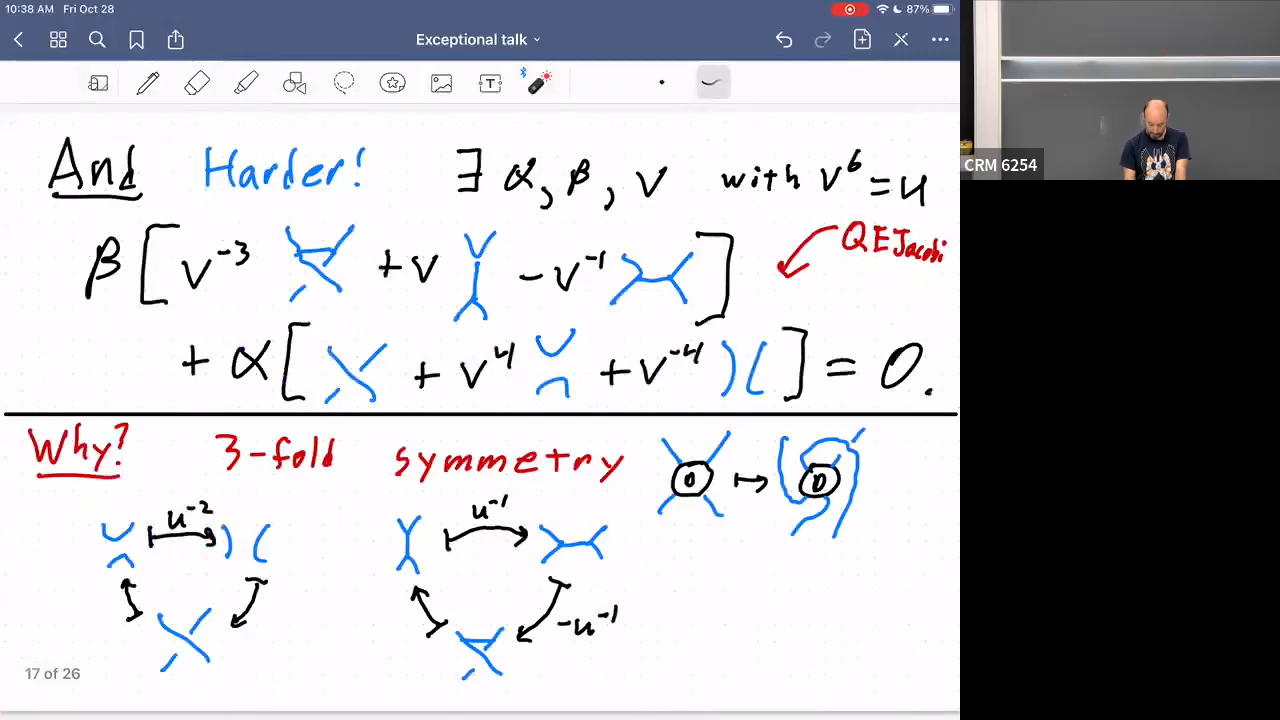 10:38 AM Fri Oct 28
87%
Exceptional talk
CRM 6254
And Harder! ∃ α, β, v with v⁶ = u
β [ v⁻³ + v - v⁻¹ ]
QEJacobi
+ α [ + v⁴ + v⁻⁴ ] = 0.
Why? 3-fold symmetry
u⁻² u⁻¹
-u⁻¹
17 of 26